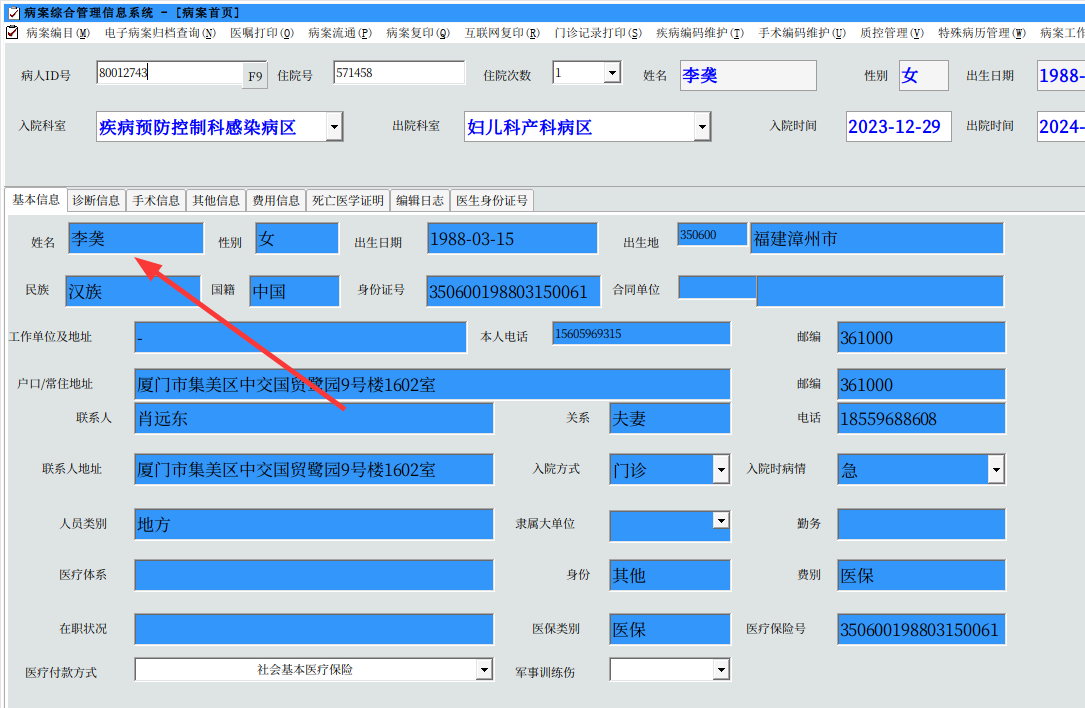 病案综合管理信息系统 - [病案首页]
病案编目(M) 电子病案归档查询(N) 医嘱打印(O) 病案流通(P) 病案复印(Q) 互联网复印(R) 门诊记录打印(S) 疾病编码维护(T) 手术编码维护(U) 质控管理(V) 特殊病历管理(W) 病案工作
病人ID号 80012743 F9 住院号 571458 住院次数 1 姓名 李䶮 性别 女 出生日期 1988-
入院科室 疾病预防控制科感染病区 出院科室 妇儿科产科病区 入院时间 2023-12-29 出院时间 2024-
基本信息 诊断信息 手术信息 其他信息 费用信息 死亡医学证明 编辑日志 医生身份证号
姓名 李䶮 性别 女 出生日期 1988-03-15 出生地 350600 福建漳州市
民族 汉族 国籍 中国 身份证号 350600198803150061 合同单位
工作单位及地址 - 本人电话 15605969315 邮编 361000
户口/常住地址 厦门市集美区中交国贸鹭园9号楼1602室 邮编 361000
联系人 肖远东 关系 夫妻 电话 18559688608
联系人地址 厦门市集美区中交国贸鹭园9号楼1602室 入院方式 门诊 入院时病情 急
人员类别 地方 隶属大单位 勤务
医疗体系 身份 其他 费别 医保
在职状况 医保类别 医保 医疗保险号 350600198803150061
医疗付款方式 社会基本医疗保险 军事训练伤